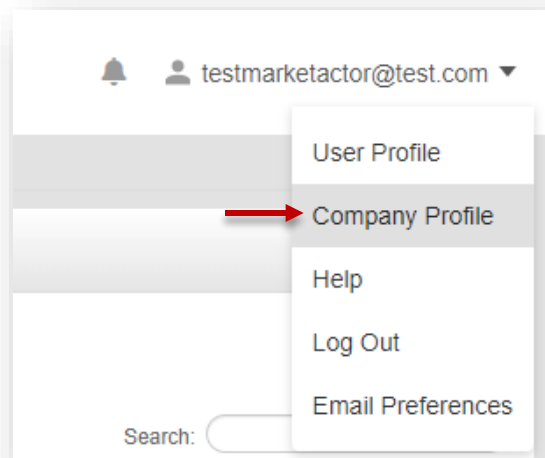 testmarketactor@test.com
User Profile
Company Profile
Help
Log Out
Email Preferences
Search: